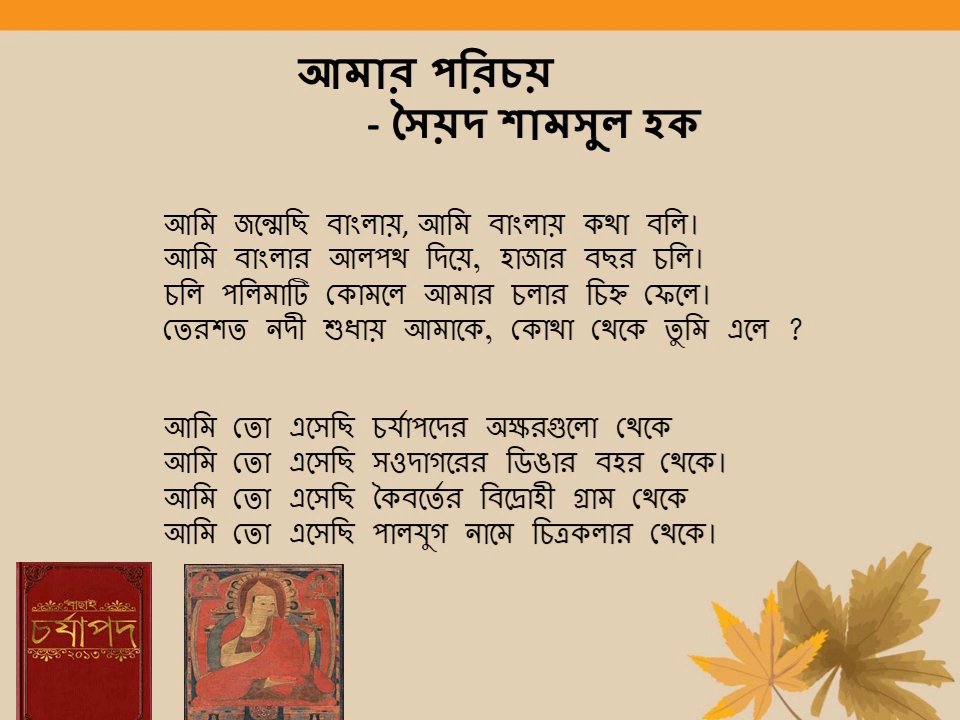 আমার পরিচয়
- সৈয়দ শামসুল হক
আমি জন্মেছি বাংলায়, আমি বাংলায় কথা বলি।
আমি বাংলার আলপথ দিয়ে, হাজার বছর চলি।
চলি পলিমাটি কোমলে আমার চলার চিহ্ন ফেলে।
তেরশত নদী শুধায় আমাকে, কোথা থেকে তুমি এলে ?
আমি তো এসেছি চর্যাপদের অক্ষরগুলো থেকে
আমি তো এসেছি সওদাগরের ডিঙার বহর থেকে।
আমি তো এসেছি কৈবর্তের বিদ্রোহী গ্রাম থেকে
আমি তো এসেছি পালযুগ নামে চিত্রকলার থেকে।
চর্যাপদ
২০১৩